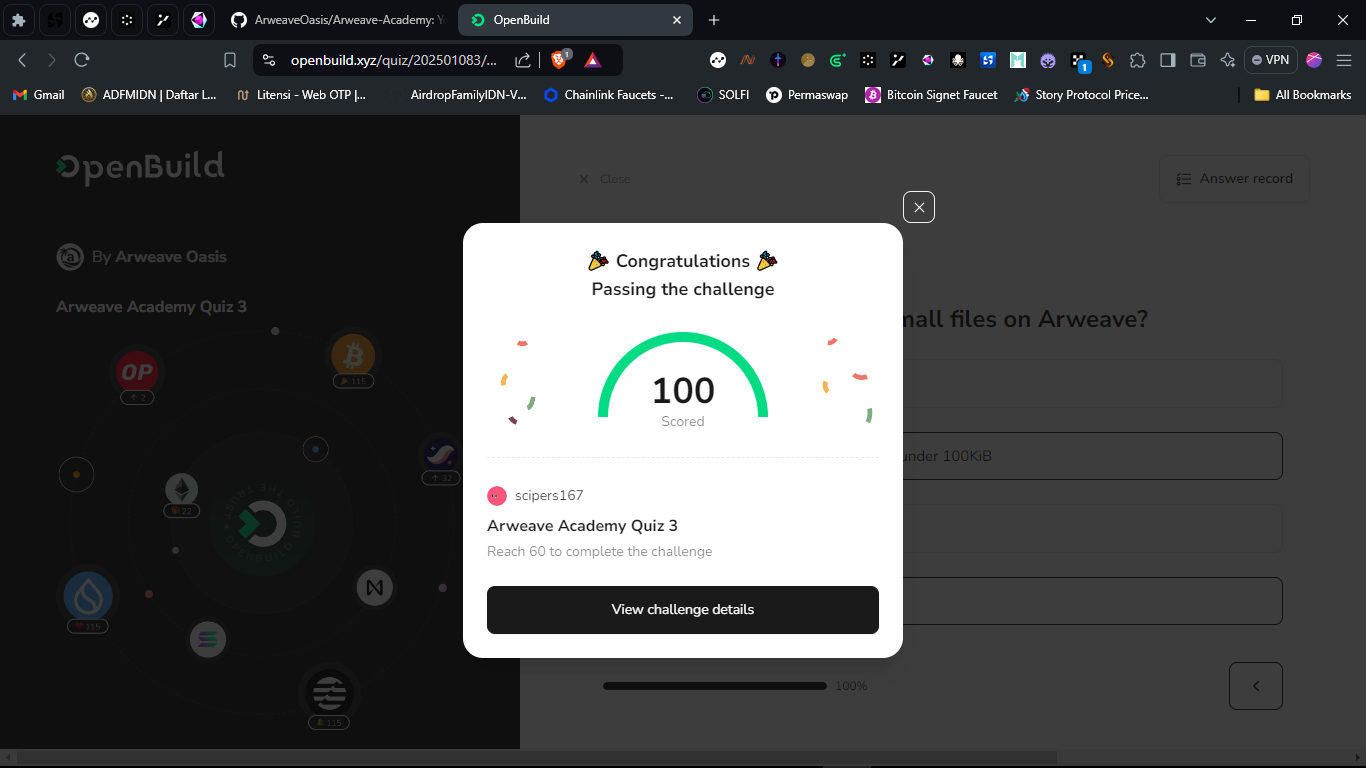 ArweaveOasis/Arweave-Academy: Y
OpenBuild
openbuild.xyz/quiz/202501083/...
1
1
VPN
Gmail
ADFMIDN | Daftar L...
Litensi - Web OTP |...
AirdropFamilyIDN-V...
Chainlink Faucets -...
SOLFI
Permaswap
Bitcoin Signet Faucet
Story Protocol Price...
All Bookmarks
OpenBuild
Close
Answer record
By Arweave Oasis
Arweave Academy Quiz 3
mall files on Arweave?
under 100KiB
OP
2
115
32
22
115
115
Congratulations
Passing the challenge
100
Scored
scipers167
Arweave Academy Quiz 3
Reach 60 to complete the challenge
View challenge details
100%